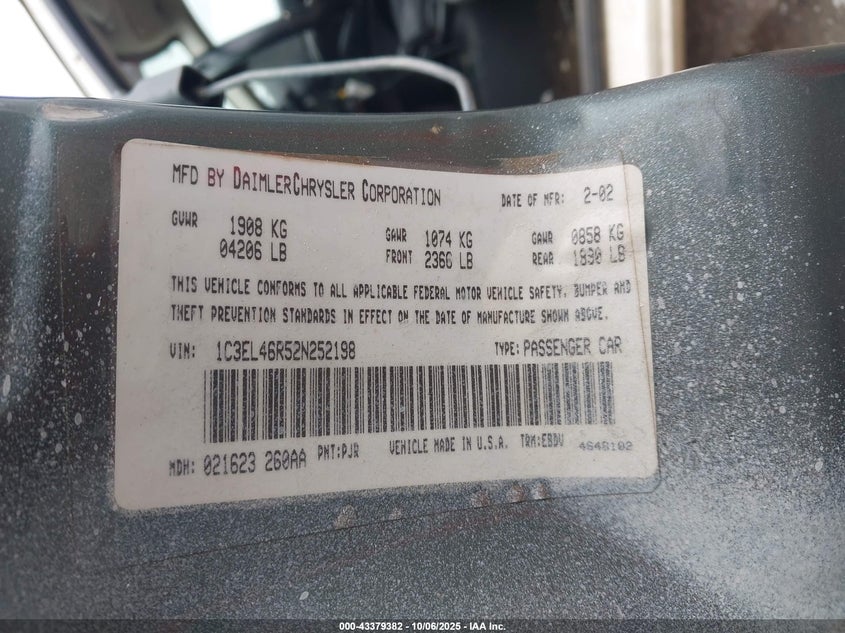 MFD BY DAIMLERCHRYSLER CORPORATION DATE OF MFR: 2-02
GVWR 1908 KG GAWR 1074 KG GAWR 0858 KG
04206 LB FRONT 2366 LB REAR 1890 LB
THIS VEHICLE CONFORMS TO ALL APPLICABLE FEDERAL MOTOR VEHICLE SAFETY, BUMPER AND
THEFT PREVENTION STANDARDS IN EFFECT ON THE DATE OF MANUFACTURE SHOWN ABOVE.
VIN: 1C3EL46R52N252198 TYPE: PASSENGER CAR
MDH: 021623 260AA PNT:PJR VEHICLE MADE IN U.S.A. TRM:EBDV
000-43379382 | 10/06/2025 | IAA Inc.